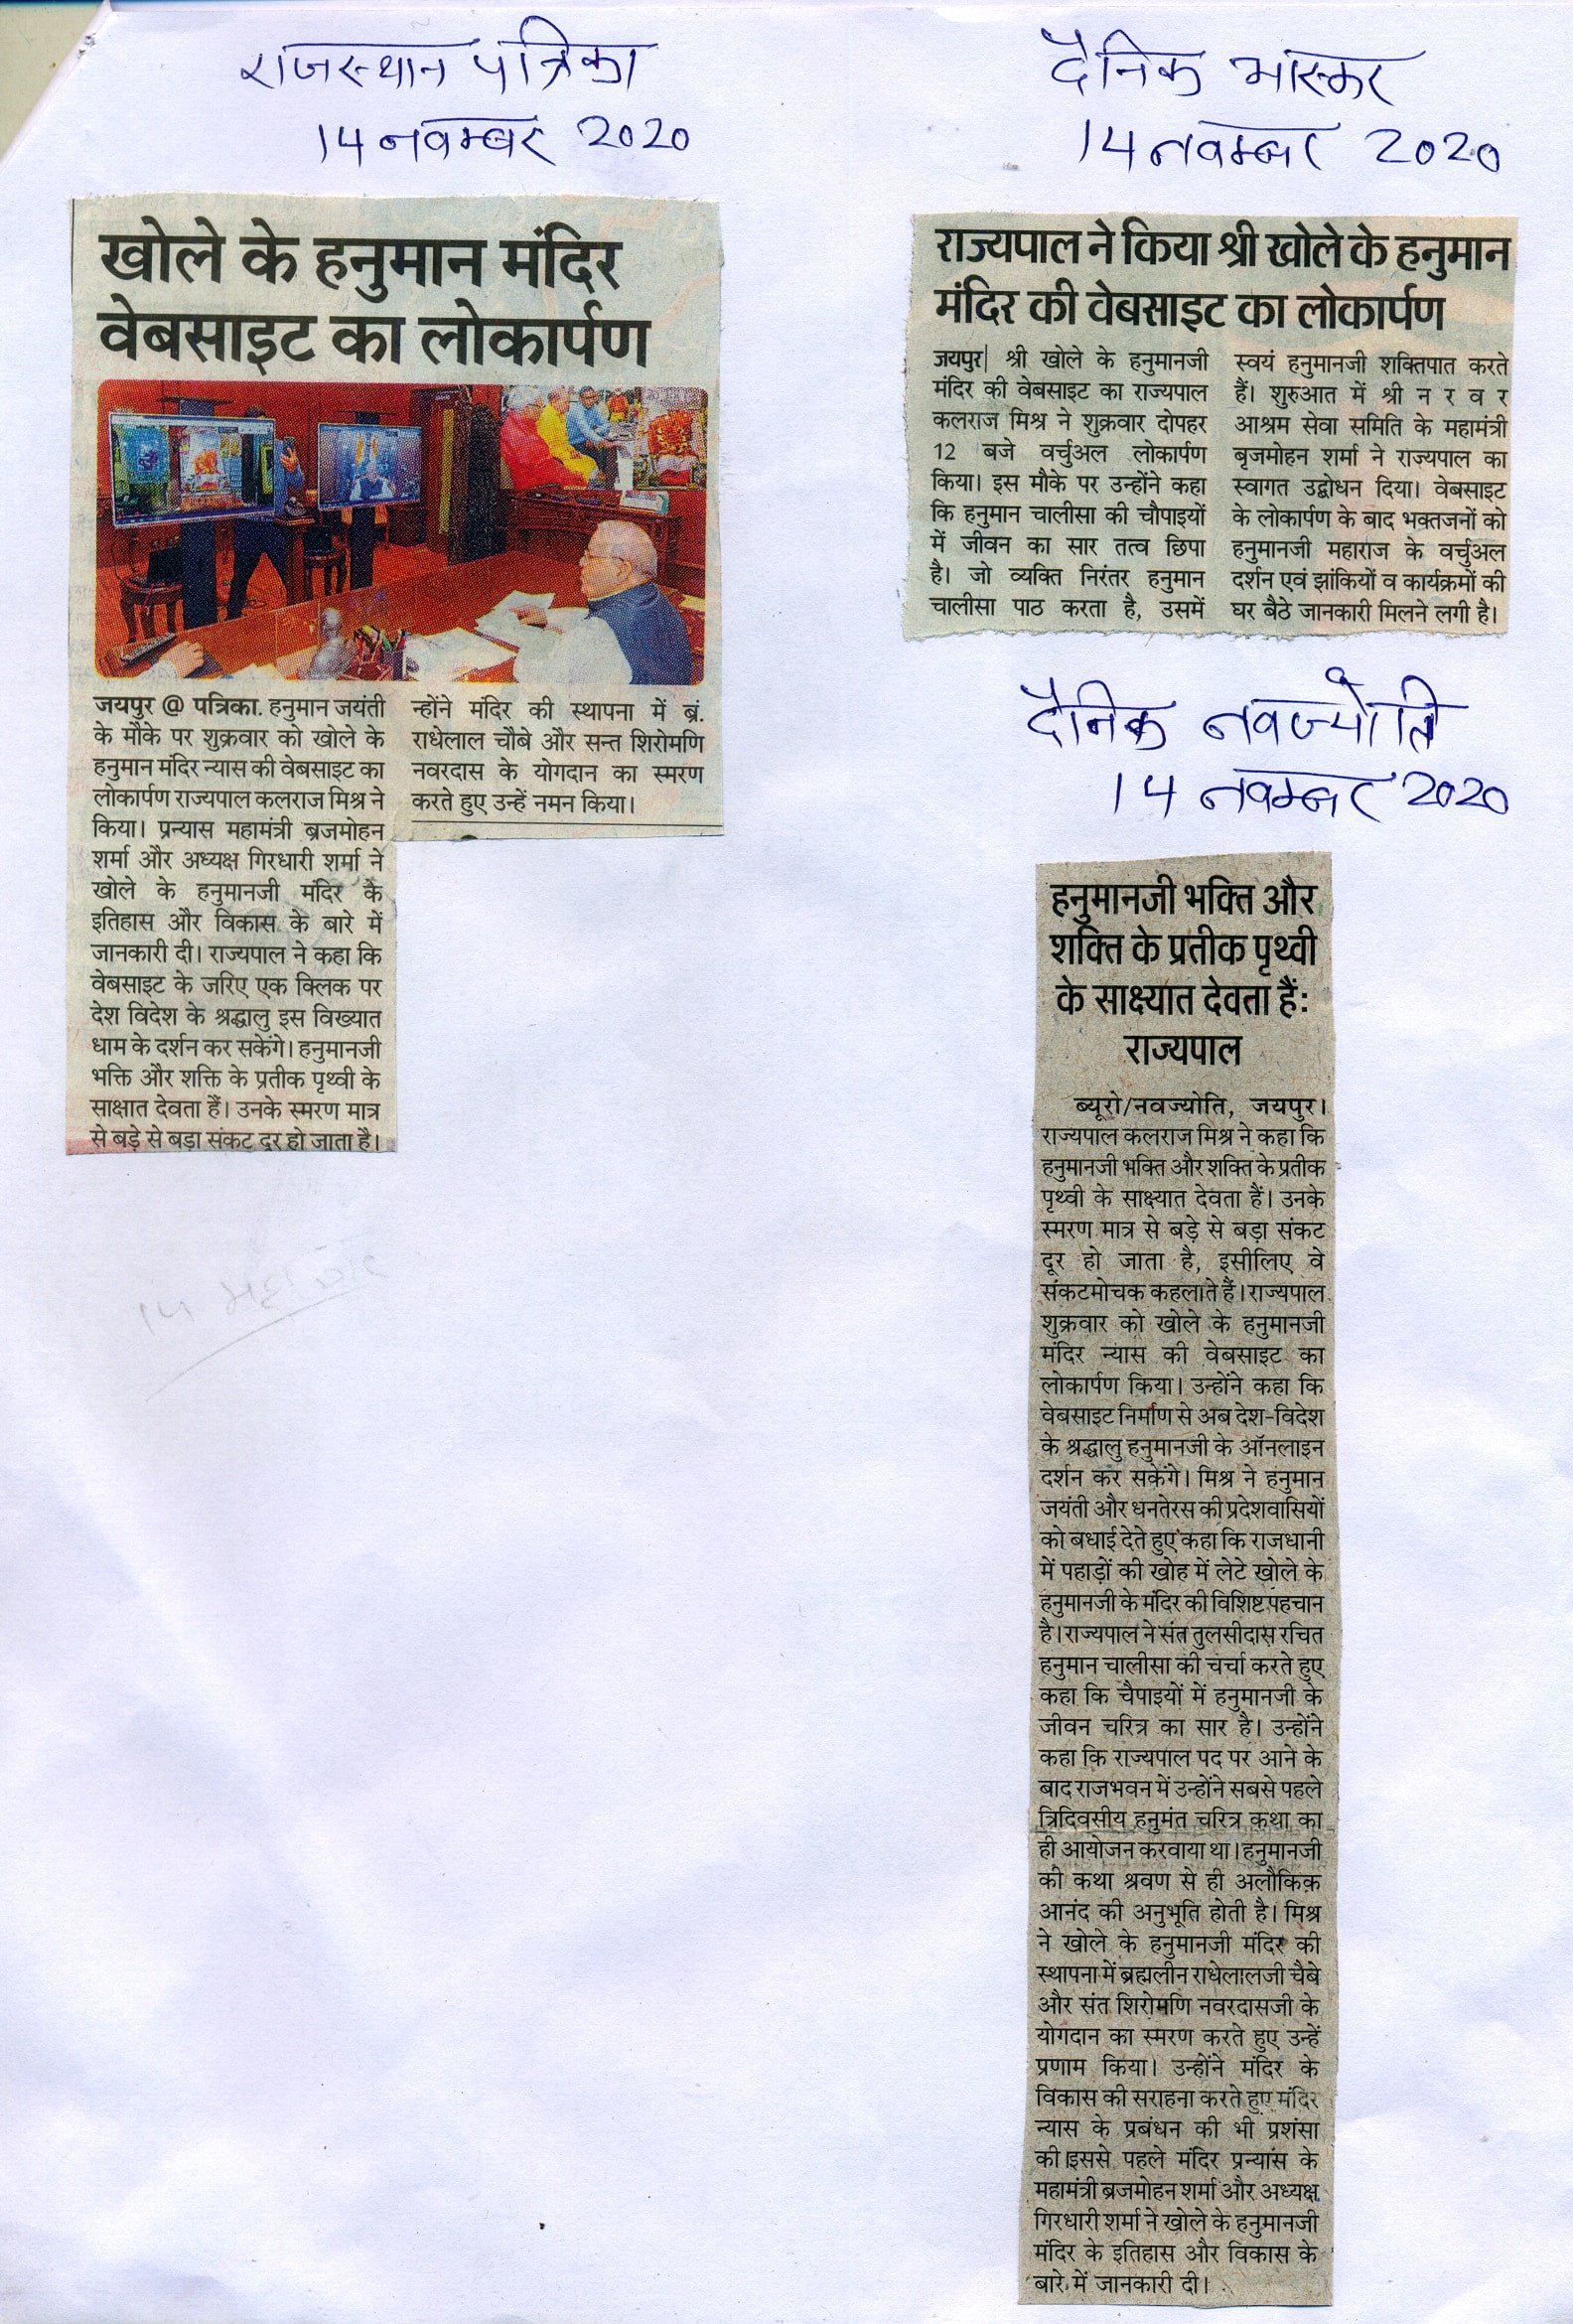 राजस्थान पत्रिका
14 नवम्बर 2020
खोले के हनुमान मंदिर
वेबसाइट का लोकार्पण
जयपुर @ पत्रिका. हनुमान जयंती
के मौके पर शुक्रवार को खोले के
हनुमान मंदिर न्यास की वेबसाइट का
लोकार्पण राज्यपाल कलराज मिश्र ने
किया। प्रन्यास महामंत्री ब्रजमोहन
शर्मा और अध्यक्ष गिरधारी शर्मा ने
खोले के हनुमानजी मंदिर के
इतिहास और विकास के बारे में
जानकारी दी। राज्यपाल ने कहा कि
वेबसाइट के जरिए एक क्लिक पर
देश विदेश के श्रद्धालु इस विख्यात
धाम के दर्शन कर सकेंगे। हनुमानजी
भक्ति और शक्ति के प्रतीक पृथ्वी के
साक्षात देवता हैं। उनके स्मरण मात्र
से बड़े से बड़ा संकट दूर हो जाता है।
न्होंने मंदिर की स्थापना में ब्रं.
राधेलाल चौबे और सन्त शिरोमणि
नवरदास के योगदान का स्मरण
करते हुए उन्हें नमन किया।
दैनिक भास्कर
14 नवम्बर 2020
राज्यपाल ने किया श्री खोले के हनुमान
मंदिर की वेबसाइट का लोकार्पण
जयपुर| श्री खोले के हनुमानजी
मंदिर की वेबसाइट का राज्यपाल
कलराज मिश्र ने शुक्रवार दोपहर
12 बजे वर्चुअल लोकार्पण
किया। इस मौके पर उन्होंने कहा
कि हनुमान चालीसा की चौपाइयों
में जीवन का सार तत्व छिपा
है। जो व्यक्ति निरंतर हनुमान
चालीसा पाठ करता है, उसमें
स्वयं हनुमानजी शक्तिपात करते
हैं। शुरुआत में श्री न र व र
आश्रम सेवा समिति के महामंत्री
बृजमोहन शर्मा ने राज्यपाल का
स्वागत उद्बोधन दिया। वेबसाइट
के लोकार्पण के बाद भक्तजनों को
हनुमानजी महाराज के वर्चुअल
दर्शन एवं झांकियों व कार्यक्रमों की
घर बैठे जानकारी मिलने लगी है।
दैनिक नवज्योति
14 नवम्बर 2020
हनुमानजी भक्ति और
शक्ति के प्रतीक पृथ्वी
के साक्ष्यात देवता हैं:
राज्यपाल
ब्यूरो/नवज्योति, जयपुर।
राज्यपाल कलराज मिश्र ने कहा कि
हनुमानजी भक्ति और शक्ति के प्रतीक
पृथ्वी के साक्ष्यात देवता हैं। उनके
स्मरण मात्र से बड़े से बड़ा संकट
दूर हो जाता है, इसीलिए वे
संकटमोचक कहलाते हैं। राज्यपाल
शुक्रवार को खोले के हनुमानजी
मंदिर न्यास की वेबसाइट का
लोकार्पण किया। उन्होंने कहा कि
वेबसाइट निर्माण से अब देश-विदेश
के श्रद्धालु हनुमानजी के ऑनलाइन
दर्शन कर सकेंगे। मिश्र ने हनुमान
जयंती और धनतेरस की प्रदेशवासियों
को बधाई देते हुए कहा कि राजधानी
में पहाड़ों की खोह में लेटे खोले के
हनुमानजी के मंदिर की विशिष्ट पहचान
है। राज्यपाल ने संत तुलसीदास रचित
हनुमान चालीसा की चर्चा करते हुए
कहा कि चैपाइयों में हनुमानजी के
जीवन चरित्र का सार है। उन्होंने
कहा कि राज्यपाल पद पर आने के
बाद राजभवन में उन्होंने सबसे पहले
त्रिदिवसीय हनुमंत चरित्र कथा का
ही आयोजन करवाया था। हनुमानजी
की कथा श्रवण से ही अलौकिक
आनंद की अनुभूति होती है। मिश्र
ने खोले के हनुमानजी मंदिर की
स्थापना में ब्रह्मलीन राधेलालजी चैबे
और संत शिरोमणि नवरदासजी के
योगदान का स्मरण करते हुए उन्हें
प्रणाम किया। उन्होंने मंदिर के
विकास की सराहना करते हुए मंदिर
न्यास के प्रबंधन की भी प्रशंसा
की। इससे पहले मंदिर प्रन्यास के
महामंत्री ब्रजमोहन शर्मा और अध्यक्ष
गिरधारी शर्मा ने खोले के हनुमानजी
मंदिर के इतिहास और विकास के
बारे में जानकारी दी।